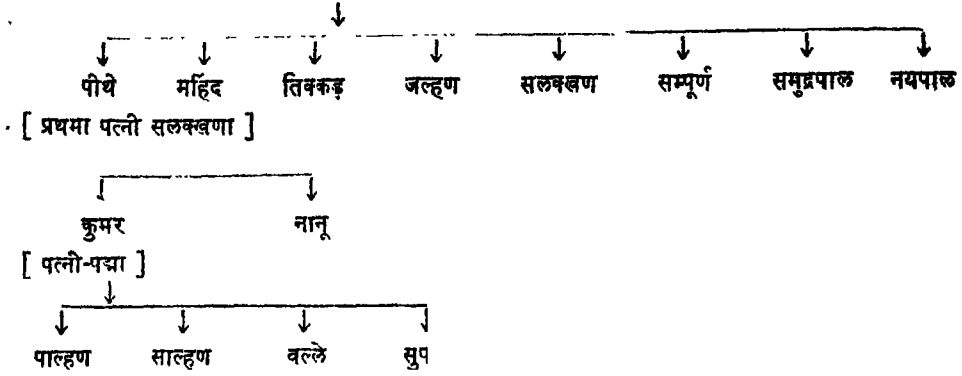 पीथे महिंद तिक्कड़ जल्हण सलक्खण सम्पूर्ण समुद्रपाल नयपाल
[ प्रथमा पत्नी सलक्खणा ]
कुमर नानू
[ पत्नी-पद्मा ]
पाल्हण साल्हण वल्ले सुप